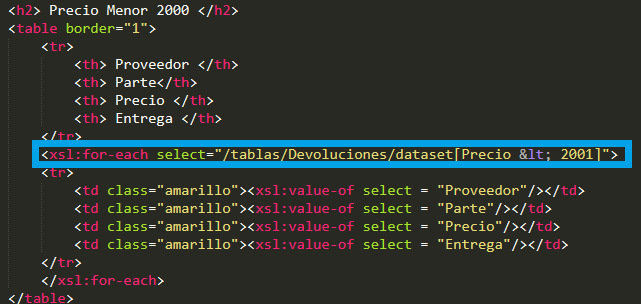 <h2> Precio Menor 2000 </h2>
<table border="1">
<tr>
<th> Proveedor </th>
<th> Parte</th>
<th> Precio </th>
<th> Entrega </th>
</tr>
<xsl:for-each select="/tablas/Devoluciones/dataset[Precio &lt; 2001]">
<tr>
<td class="amarillo"><xsl:value-of select = "Proveedor"/></td>
<td class="amarillo"><xsl:value-of select = "Parte"/></td>
<td class="amarillo"><xsl:value-of select = "Precio"/></td>
<td class="amarillo"><xsl:value-of select = "Entrega"/></td>
</tr>
</xsl:for-each>
</table>